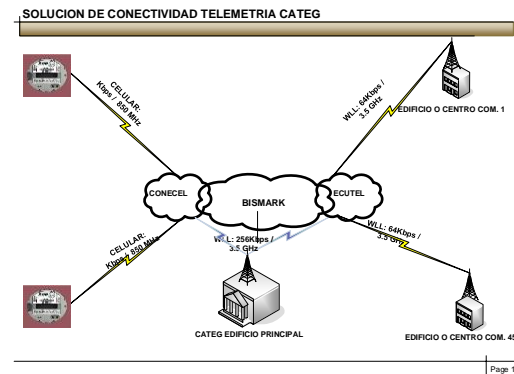 SOLUCION DE CONECTIVIDAD TELEMETRIA CATEG
CELULAR:
Kbps / 850 MHz
WLL: 64Kbps /
3.5 GHz
EDIFICIO O CENTRO COM. 1
CONECEL
BISMARK
ECUTEL
CELULAR:
Kbps / 850 MHz
WLL: 256Kbps /
3.5 GHz
WLL: 64Kbps /
3.5 GHz
CATEG EDIFICIO PRINCIPAL
EDIFICIO O CENTRO COM. 45
Page 1